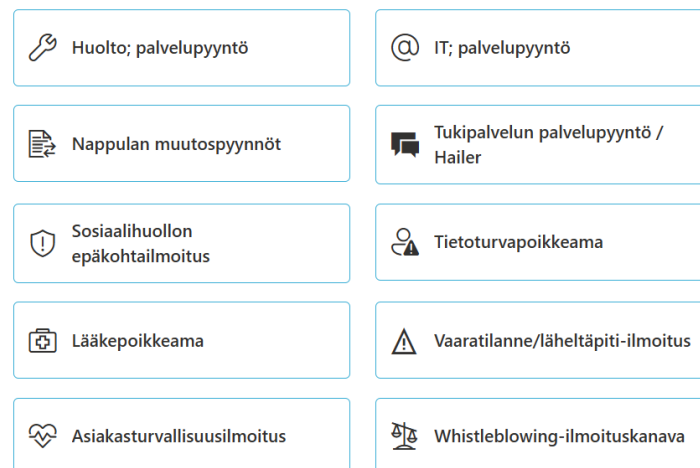 Huolto; palvelupyyntö
IT; palvelupyyntö
Nappulan muutospyynnöt
Tukipalvelun palvelupyyntö /
Hailer
Sosiaalihuollon
epäkohtailmoitus
Tietoturvapoikkeama
Lääkepoikkeama
Vaaratilanne/läheltäpiti-ilmoitus
Asiakasturvallisuusilmoitus
Whistleblowing-ilmoituskanava